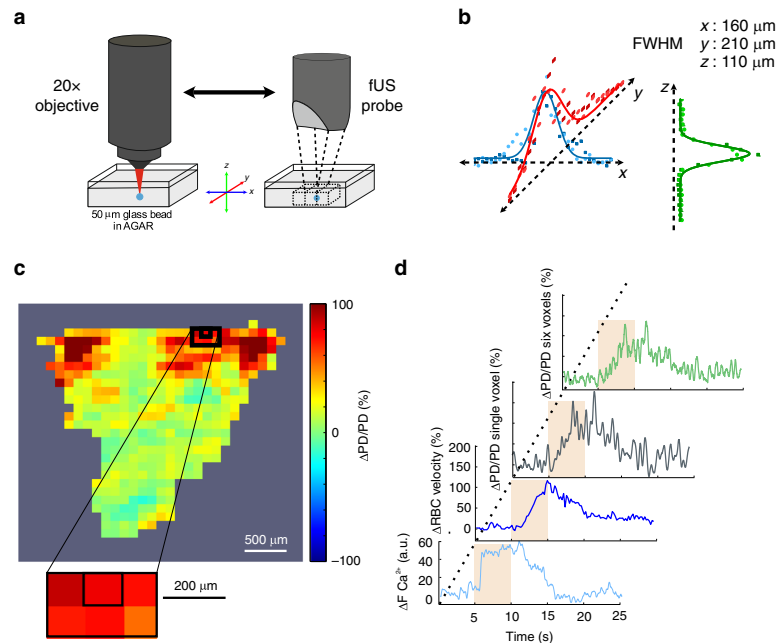 a
20×
objective
fUS
probe
z
y
x
50 μm glass bead
in AGAR
b
FWHM
x : 160 μm
y : 210 μm
z : 110 μm
y
x
z
c
100
0
−100
ΔPD/PD (%)
500 μm
200 μm
d
ΔPD/PD six voxels (%)
ΔPD/PD single voxel (%)
ΔRBC velocity (%)
200
150
100
50
0
ΔF Ca²⁺ (a.u.)
60
40
20
0
5 10 15 20 25
Time (s)